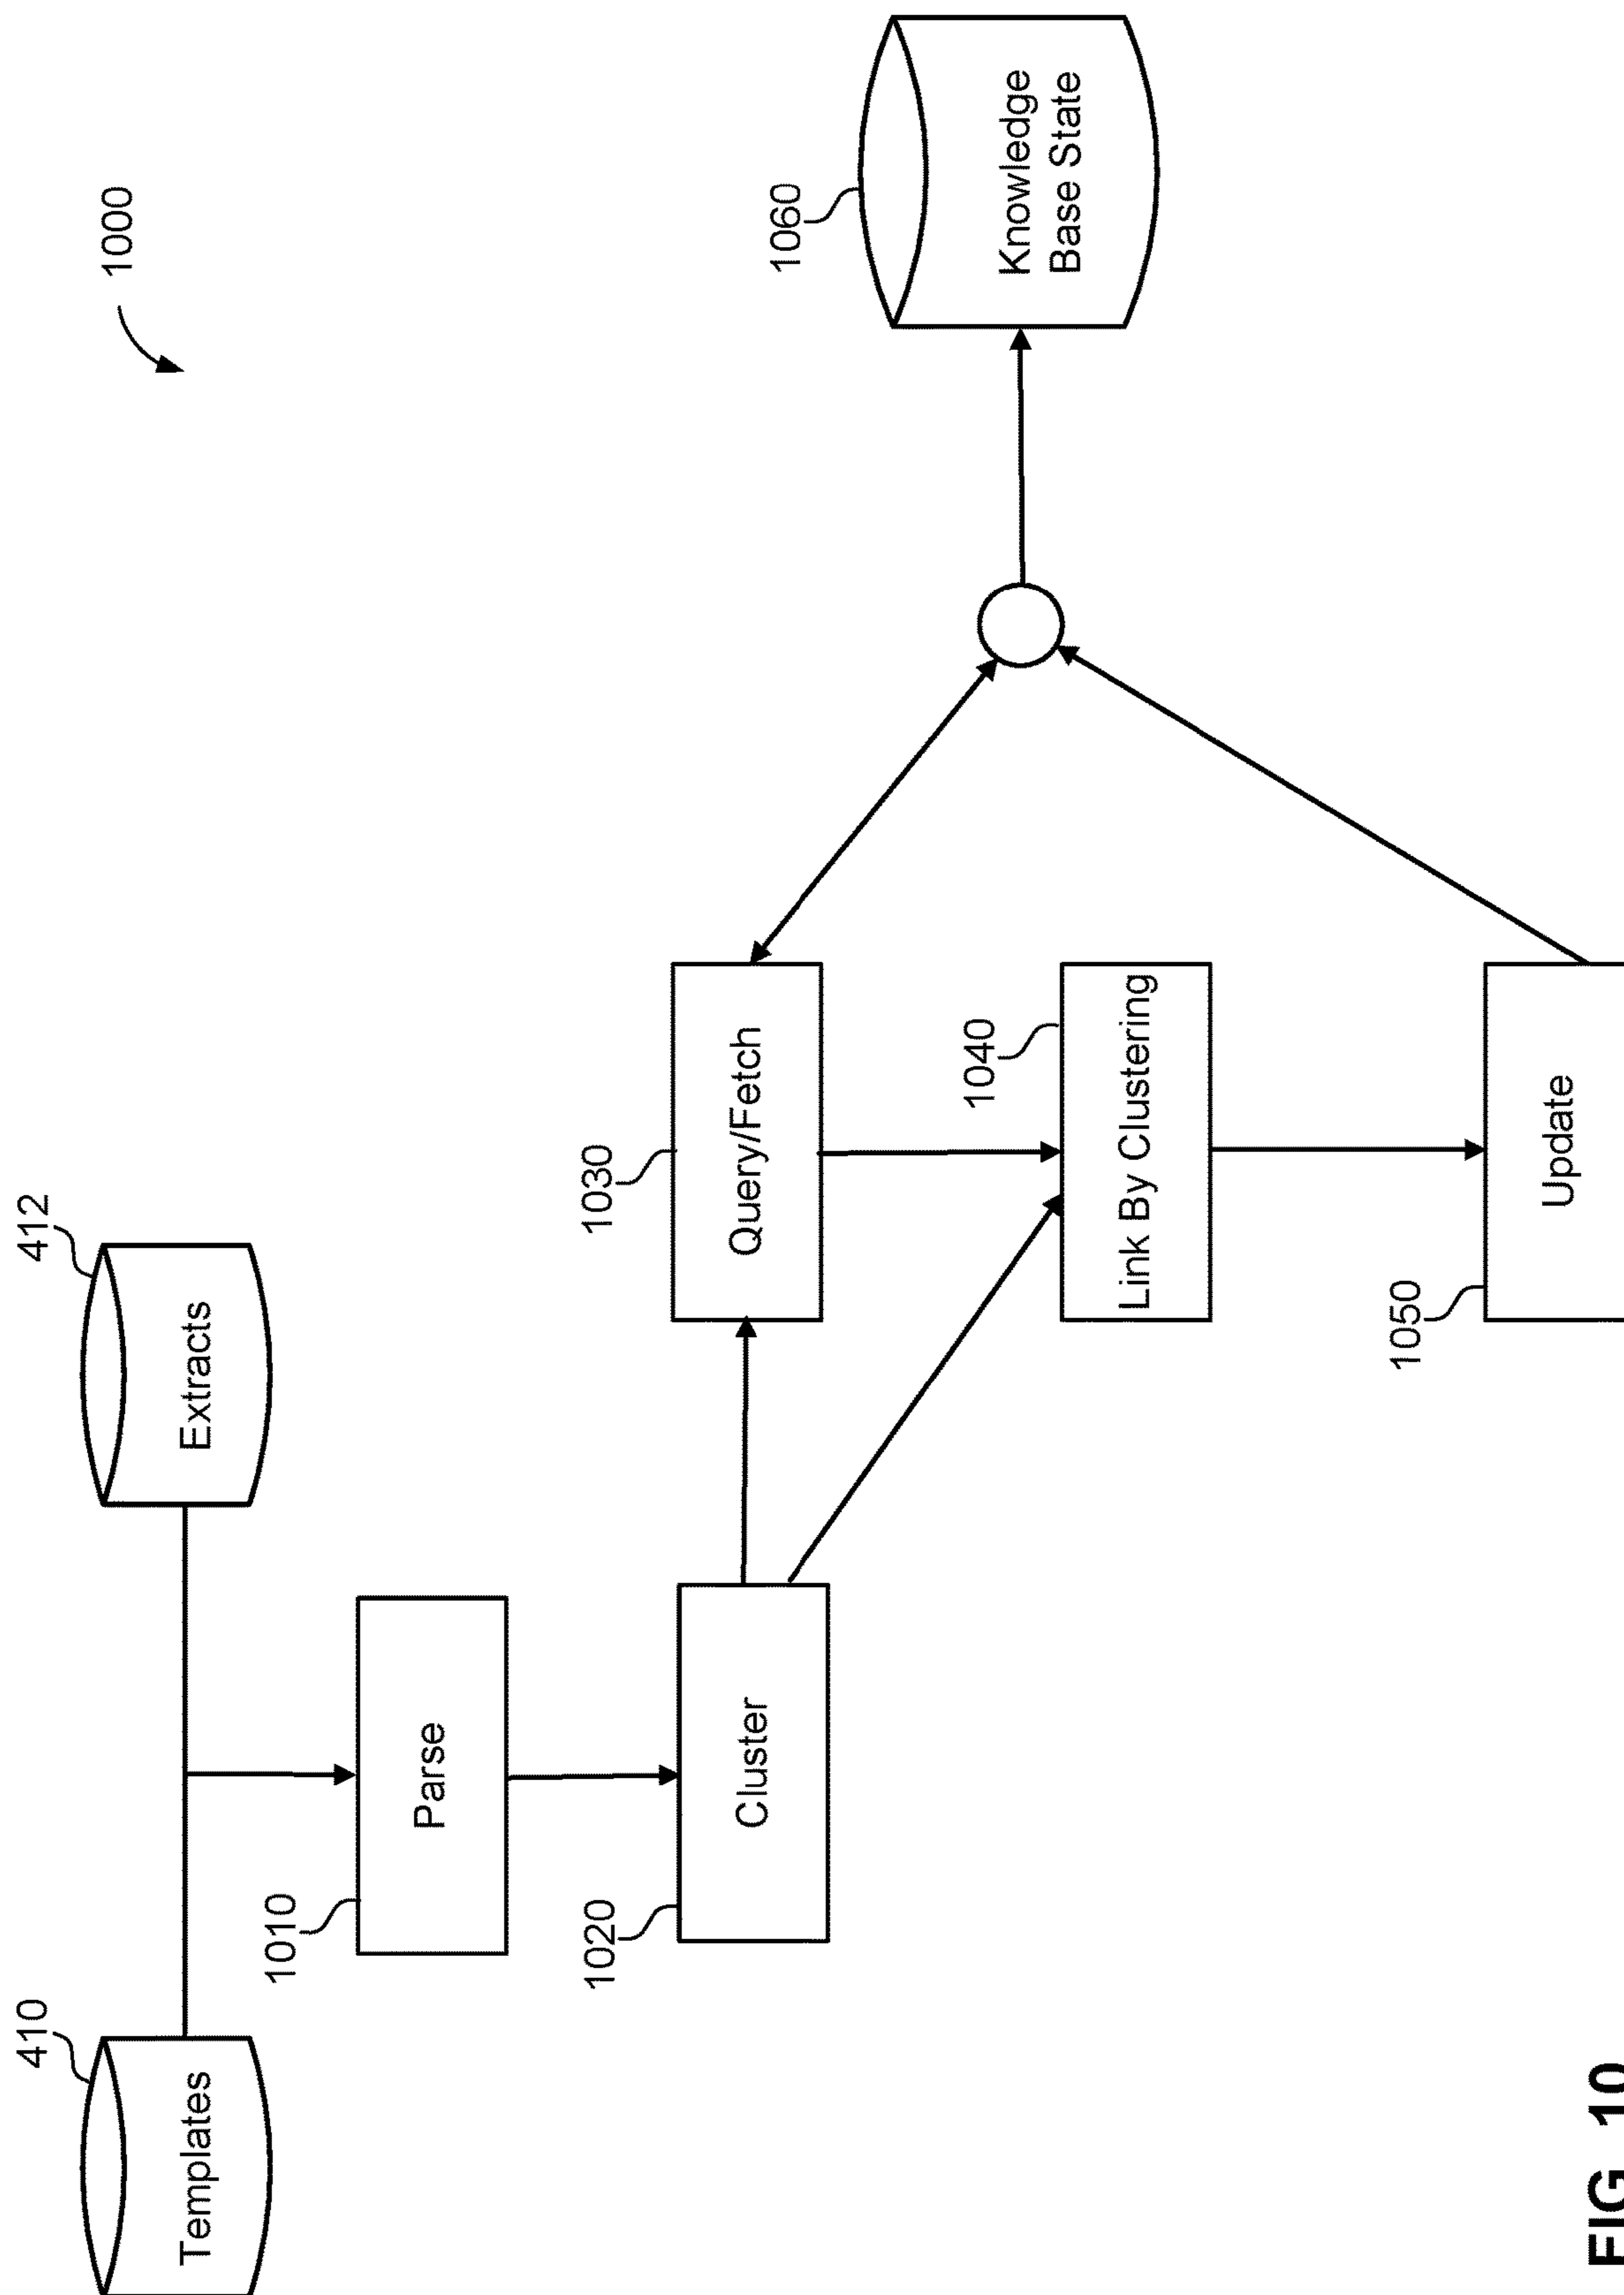 1000
410
412
Templates
Extracts
1010
Parse
1020
Cluster
1030
Query/Fetch
1060
Knowledge
Base State
1040
Link By Clustering
1050
Update
FIG. 10